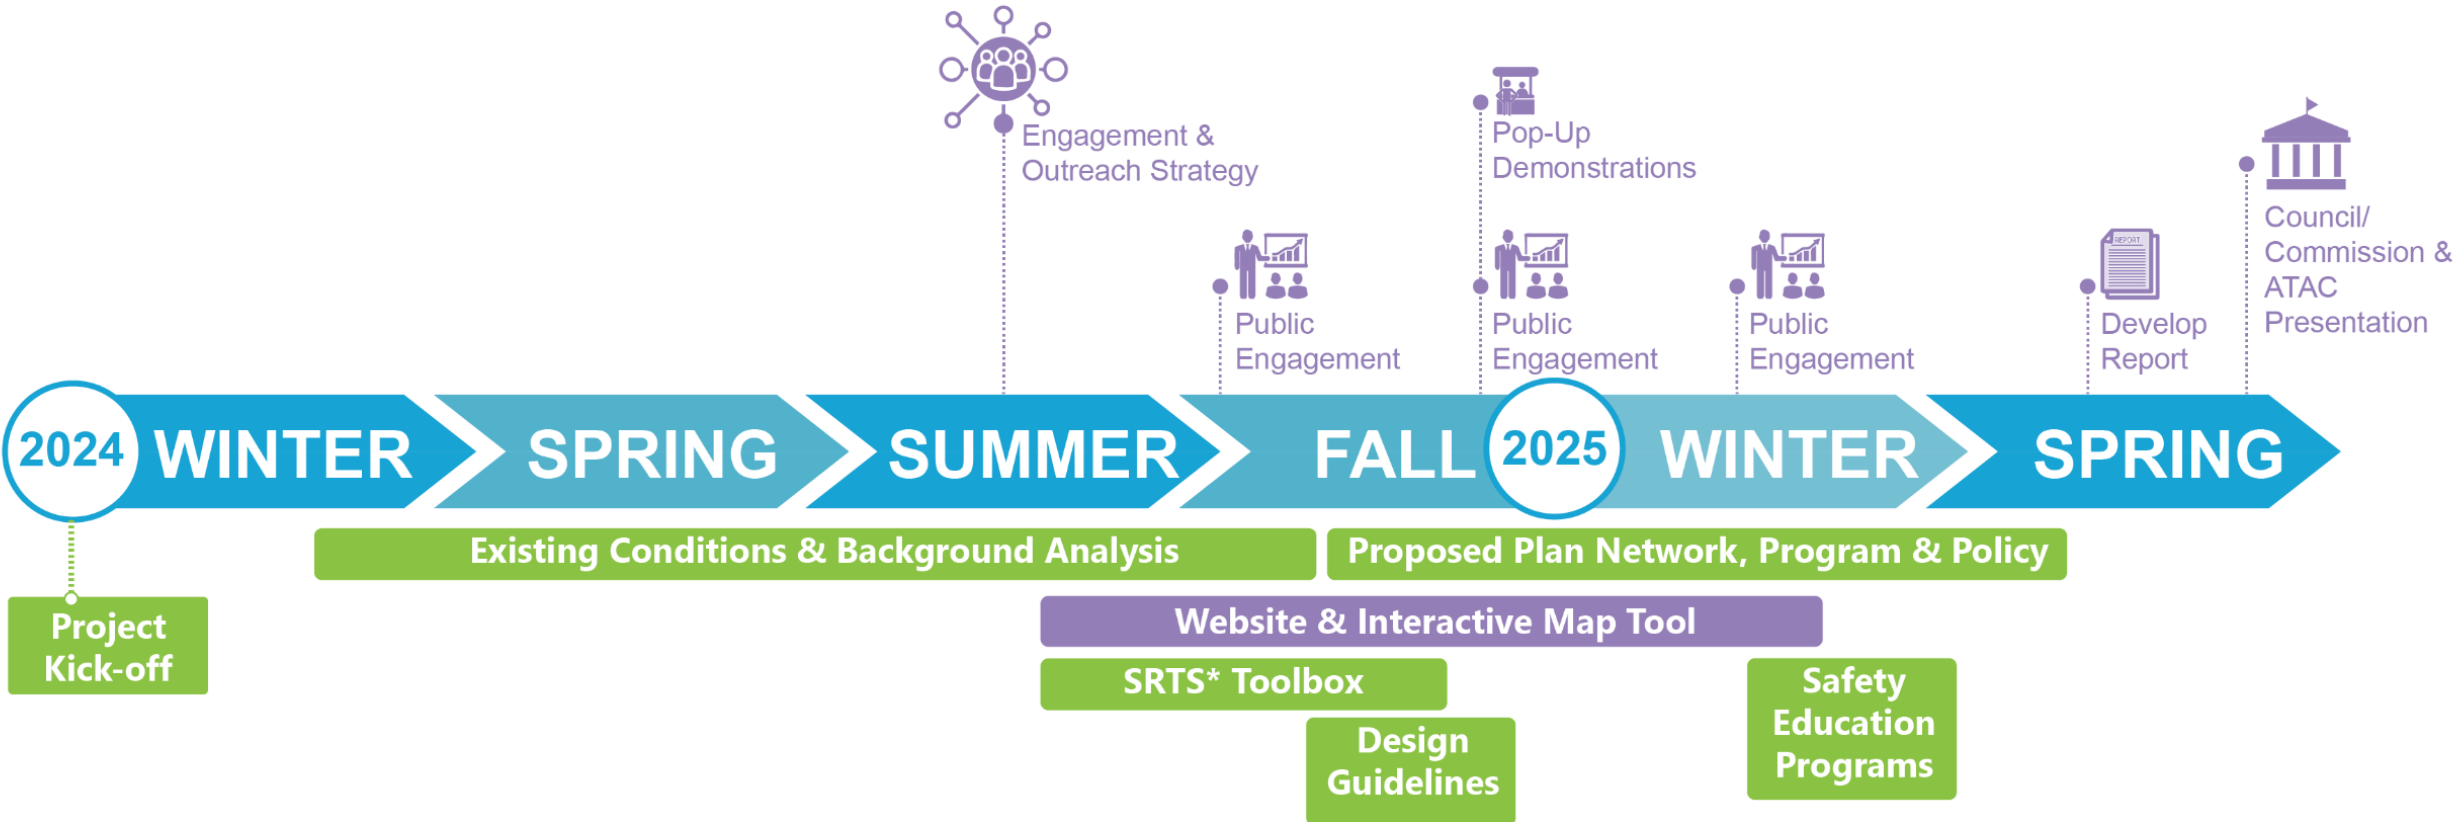 Engagement &
Outreach Strategy
Pop-Up
Demonstrations
Public
Engagement
Public
Engagement
Public
Engagement
REPORT
Develop
Report
Council/
Commission &
ATAC
Presentation
2024 WINTER SPRING SUMMER FALL 2025 WINTER SPRING
Existing Conditions & Background Analysis
Proposed Plan Network, Program & Policy
Project
Kick-off
Website & Interactive Map Tool
SRTS* Toolbox
Design
Guidelines
Safety
Education
Programs